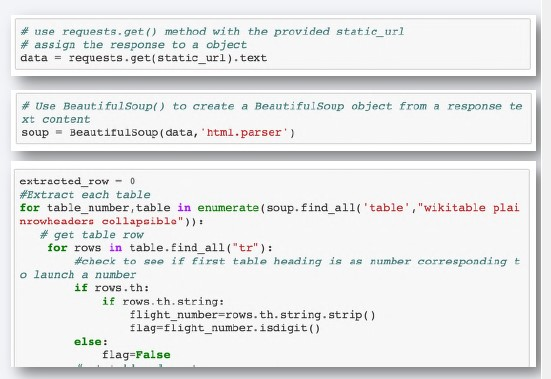 # use requests.get() method with the provided static_url
# assign the response to a object
data = requests.get(static_url).text
# Use BeautifulSoup() to create a BeautifulSoup object from a response te
xt content
soup = BeautifulSoup(data,'html.parser')
extracted_row = 0
#Extract each table
for table_number,table in enumerate(soup.find_all('table',"wikitable plai
nrowheaders collapsible")):
# get table row
for rows in table.find_all("tr"):
#check to see if first table heading is as number corresponding t
o launch a number
if rows.th:
if rows.th.string:
flight_number=rows.th.string.strip()
flag=flight_number.isdigit()
else:
flag=False